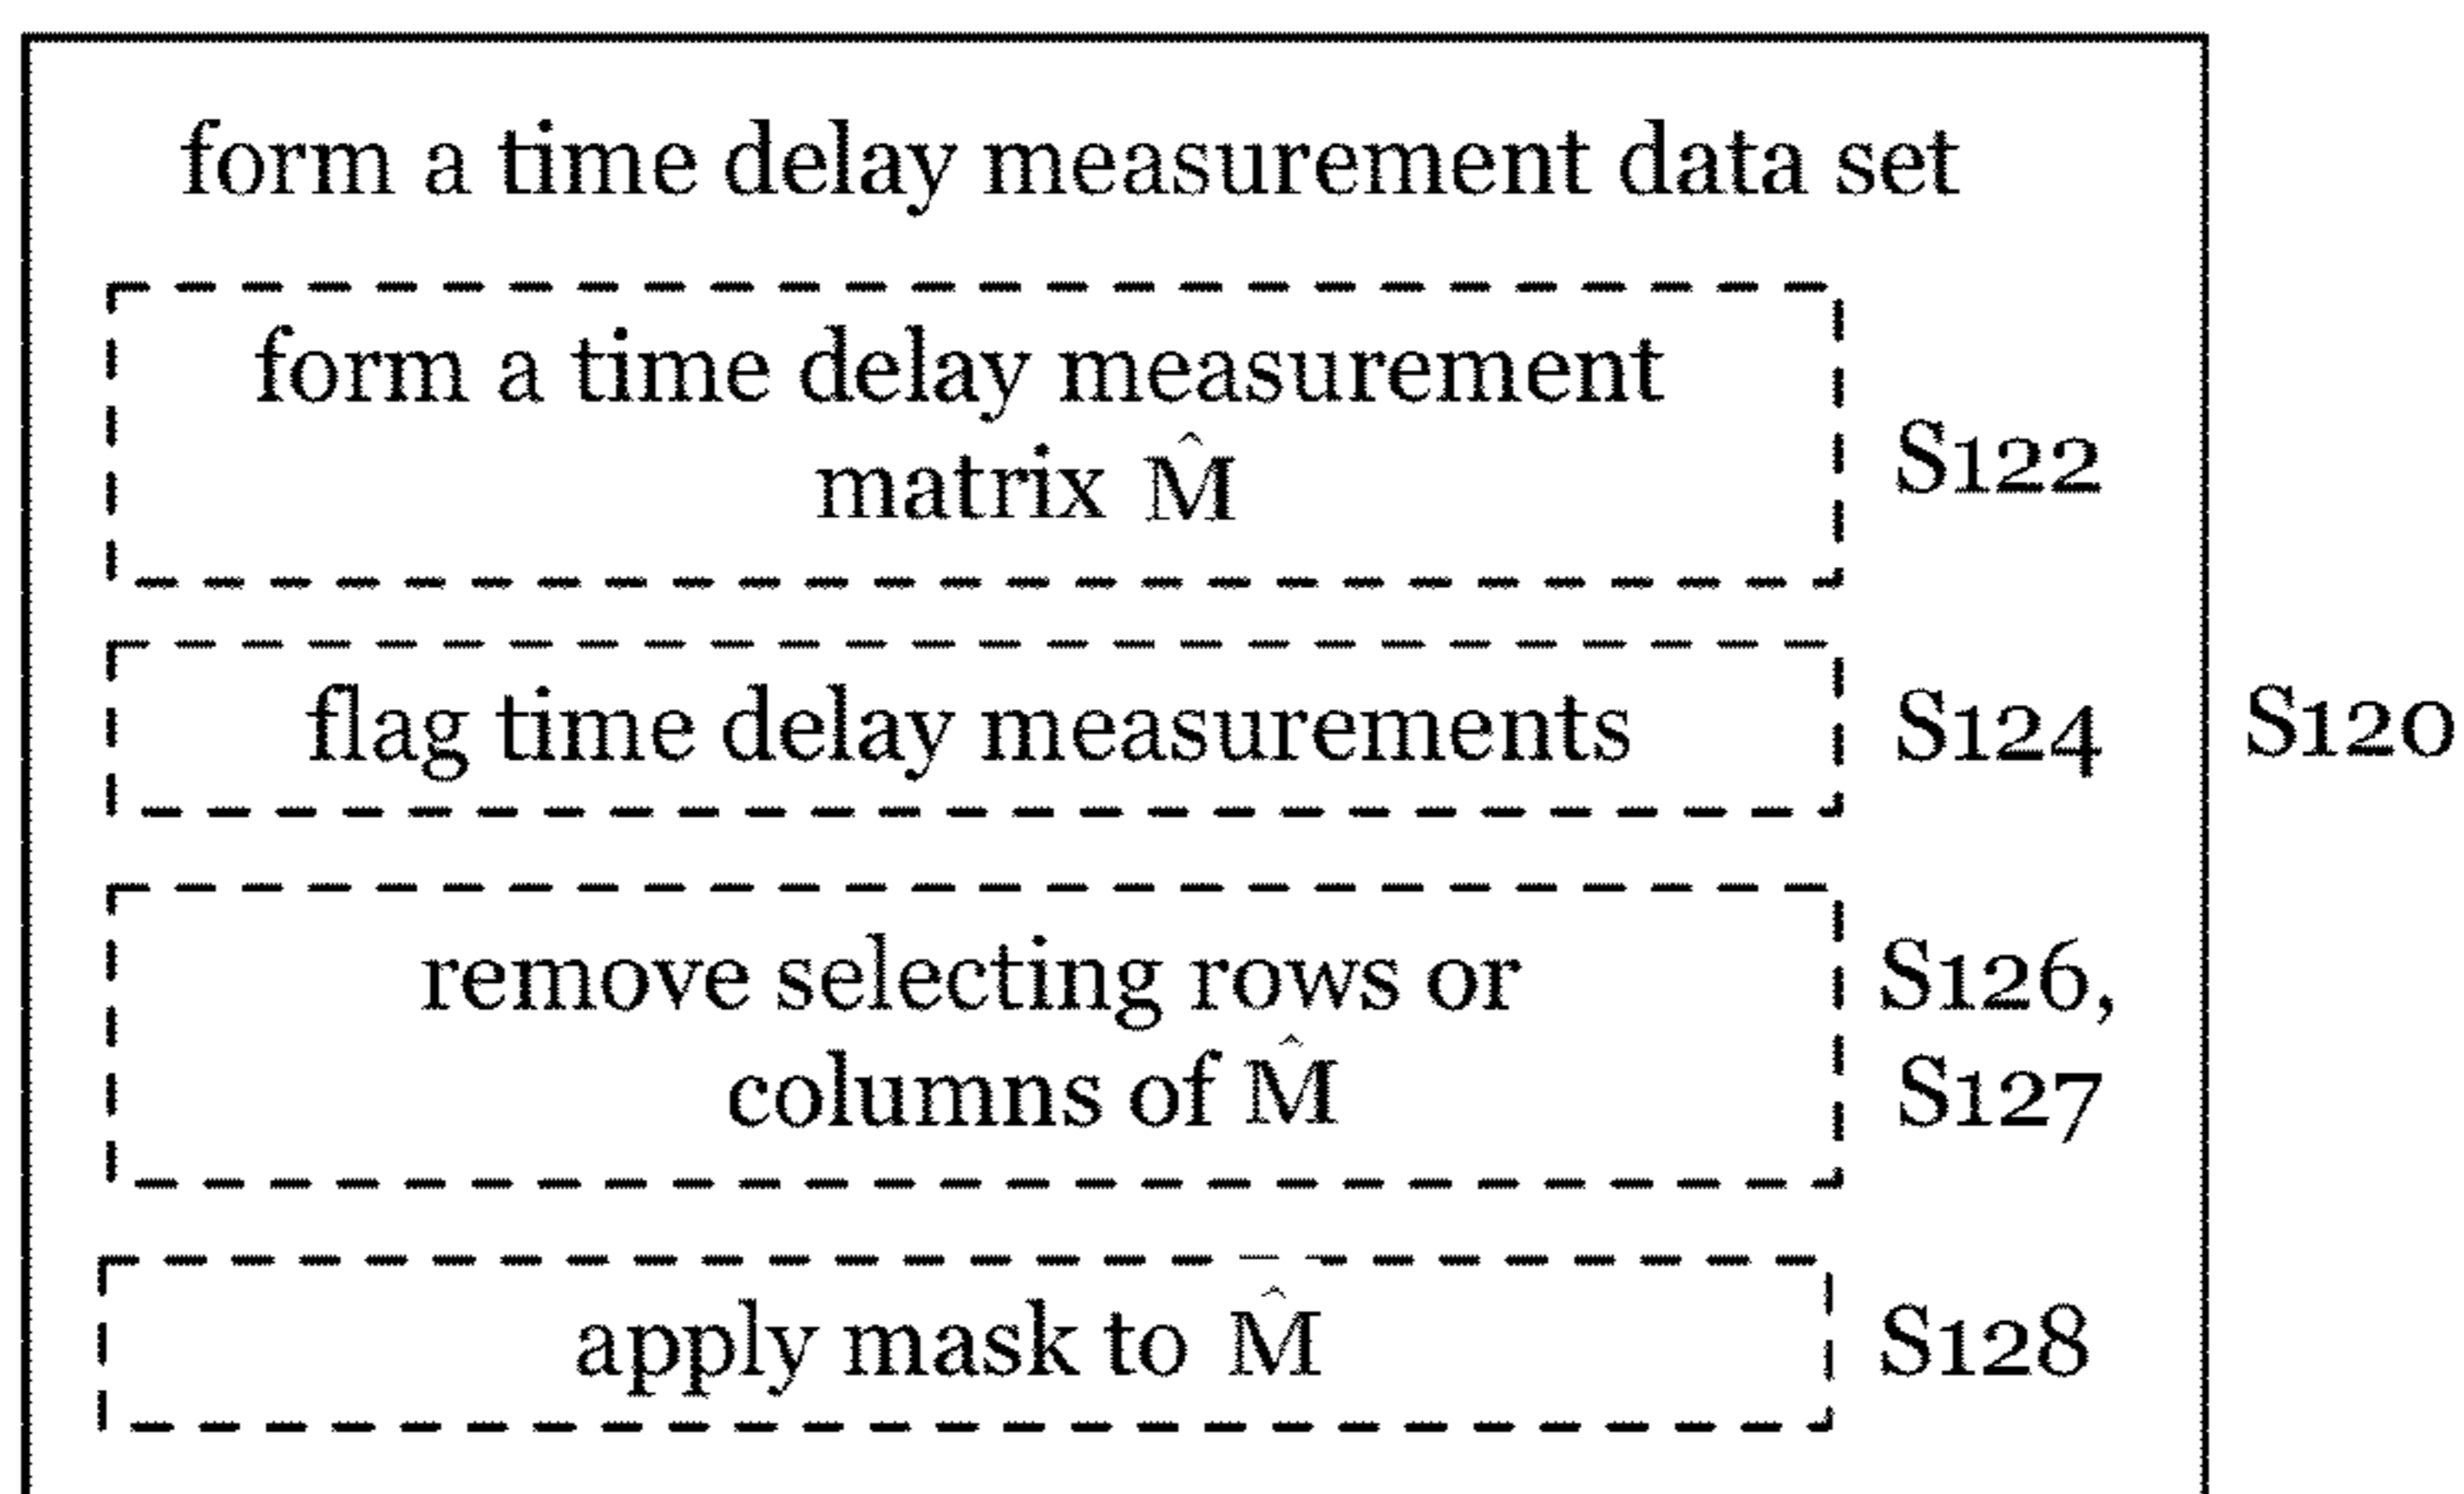 form a time delay measurement data set
form a time delay measurement
matrix M̂
S122
flag time delay measurements
S124
S120
remove selecting rows or
columns of M̂
S126,
S127
apply mask to M̂
S128